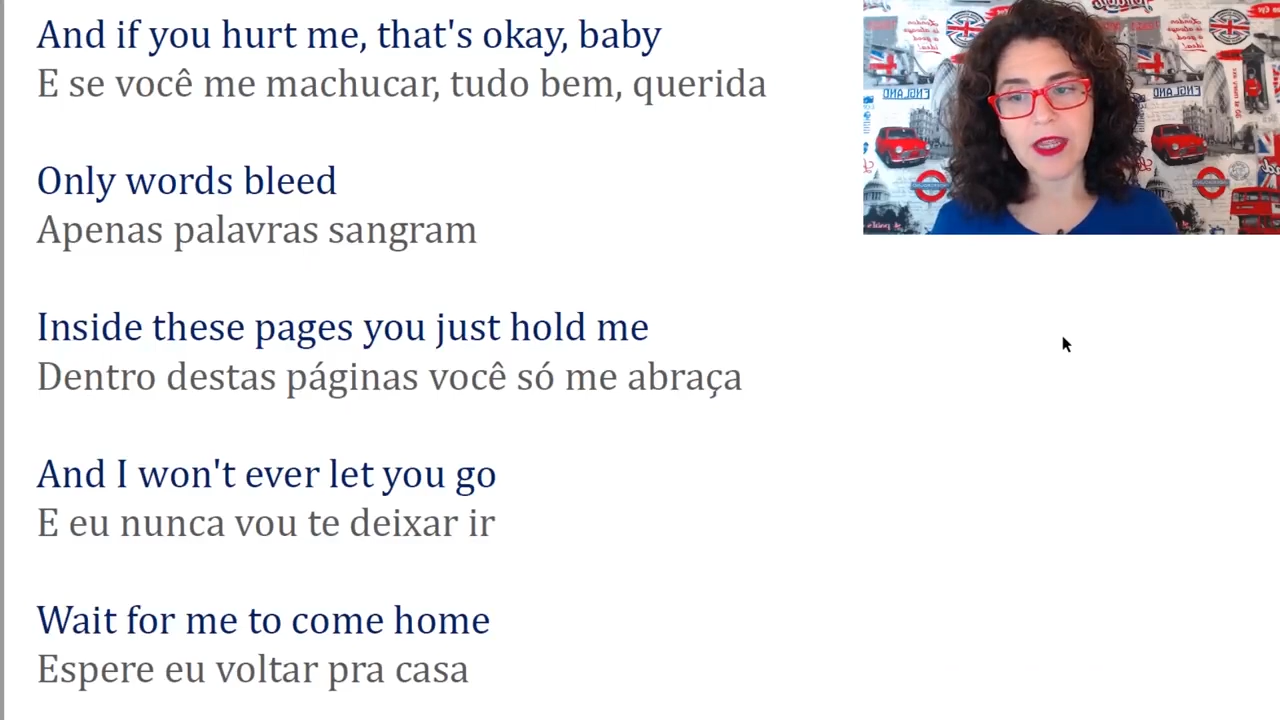 And if you hurt me, that's okay, baby
E se você me machucar, tudo bem, querida
Only words bleed
Apenas palavras sangram
Inside these pages you just hold me
Dentro destas páginas você só me abraça
And I won't ever let you go
E eu nunca vou te deixar ir
Wait for me to come home
Espere eu voltar pra casa
ENGLAND